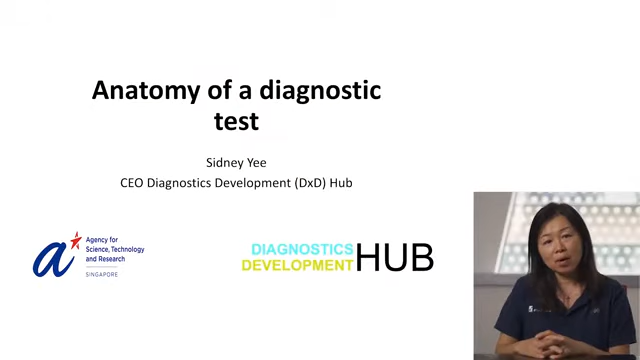 Anatomy of a diagnostic
test
Sidney Yee
CEO Diagnostics Development (DxD) Hub
Agency for
Science, Technology
and Research
SINGAPORE
DIAGNOSTICS
DEVELOPMENT HUB